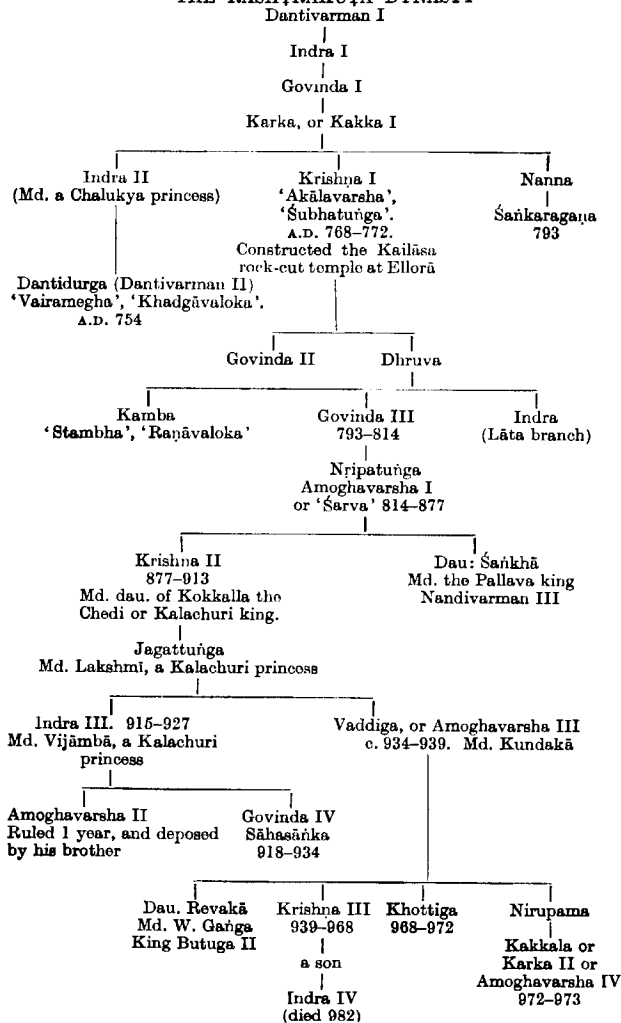 THE RASHṬRAKUṬA DYNASTY
Dantivarman I
Indra I
Govinda I
Karka, or Kakka I
Indra II
(Md. a Chalukya princess)
Krishṇa I
'Akālavarsha',
'Śubhatuṅga'.
A.D. 768–772.
Constructed the Kailāsa
rock-cut temple at Ellorā
Nanna
Śaṅkaragaṇa
793
Dantidurga (Dantivarman II)
'Vairamegha', 'Khaḍgāvaloka'.
A.D. 754
Govinda II
Dhruva
Kamba
'Stambha', 'Raṇāvaloka'
Govinda III
793–814
Indra
(Lāta branch)
Nṛipatuṅga
Amoghavarsha I
or 'Śarva' 814–877
Krishṇa II
877–913
Md. dau. of Kokkalla the
Chedi or Kalachuri king.
Dau: Śaṅkhā
Md. the Pallava king
Nandivarman III
Jagattuṅga
Md. Lakshmī, a Kalachuri princess
Indra III. 915–927
Md. Vijāmbā, a Kalachuri
princess
Vaddiga, or Amoghavarsha III
c. 934–939. Md. Kundakā
Amoghavarsha II
Ruled 1 year, and deposed
by his brother
Govinda IV
Sāhasāṅka
918–934
Dau. Revakā
Md. W. Gaṅga
King Butuga II
Krishṇa III
939–968
a son
Indra IV
(died 982)
Khottiga
968–972
Nirupama
Kakkala or
Karka II or
Amoghavarsha IV
972–973